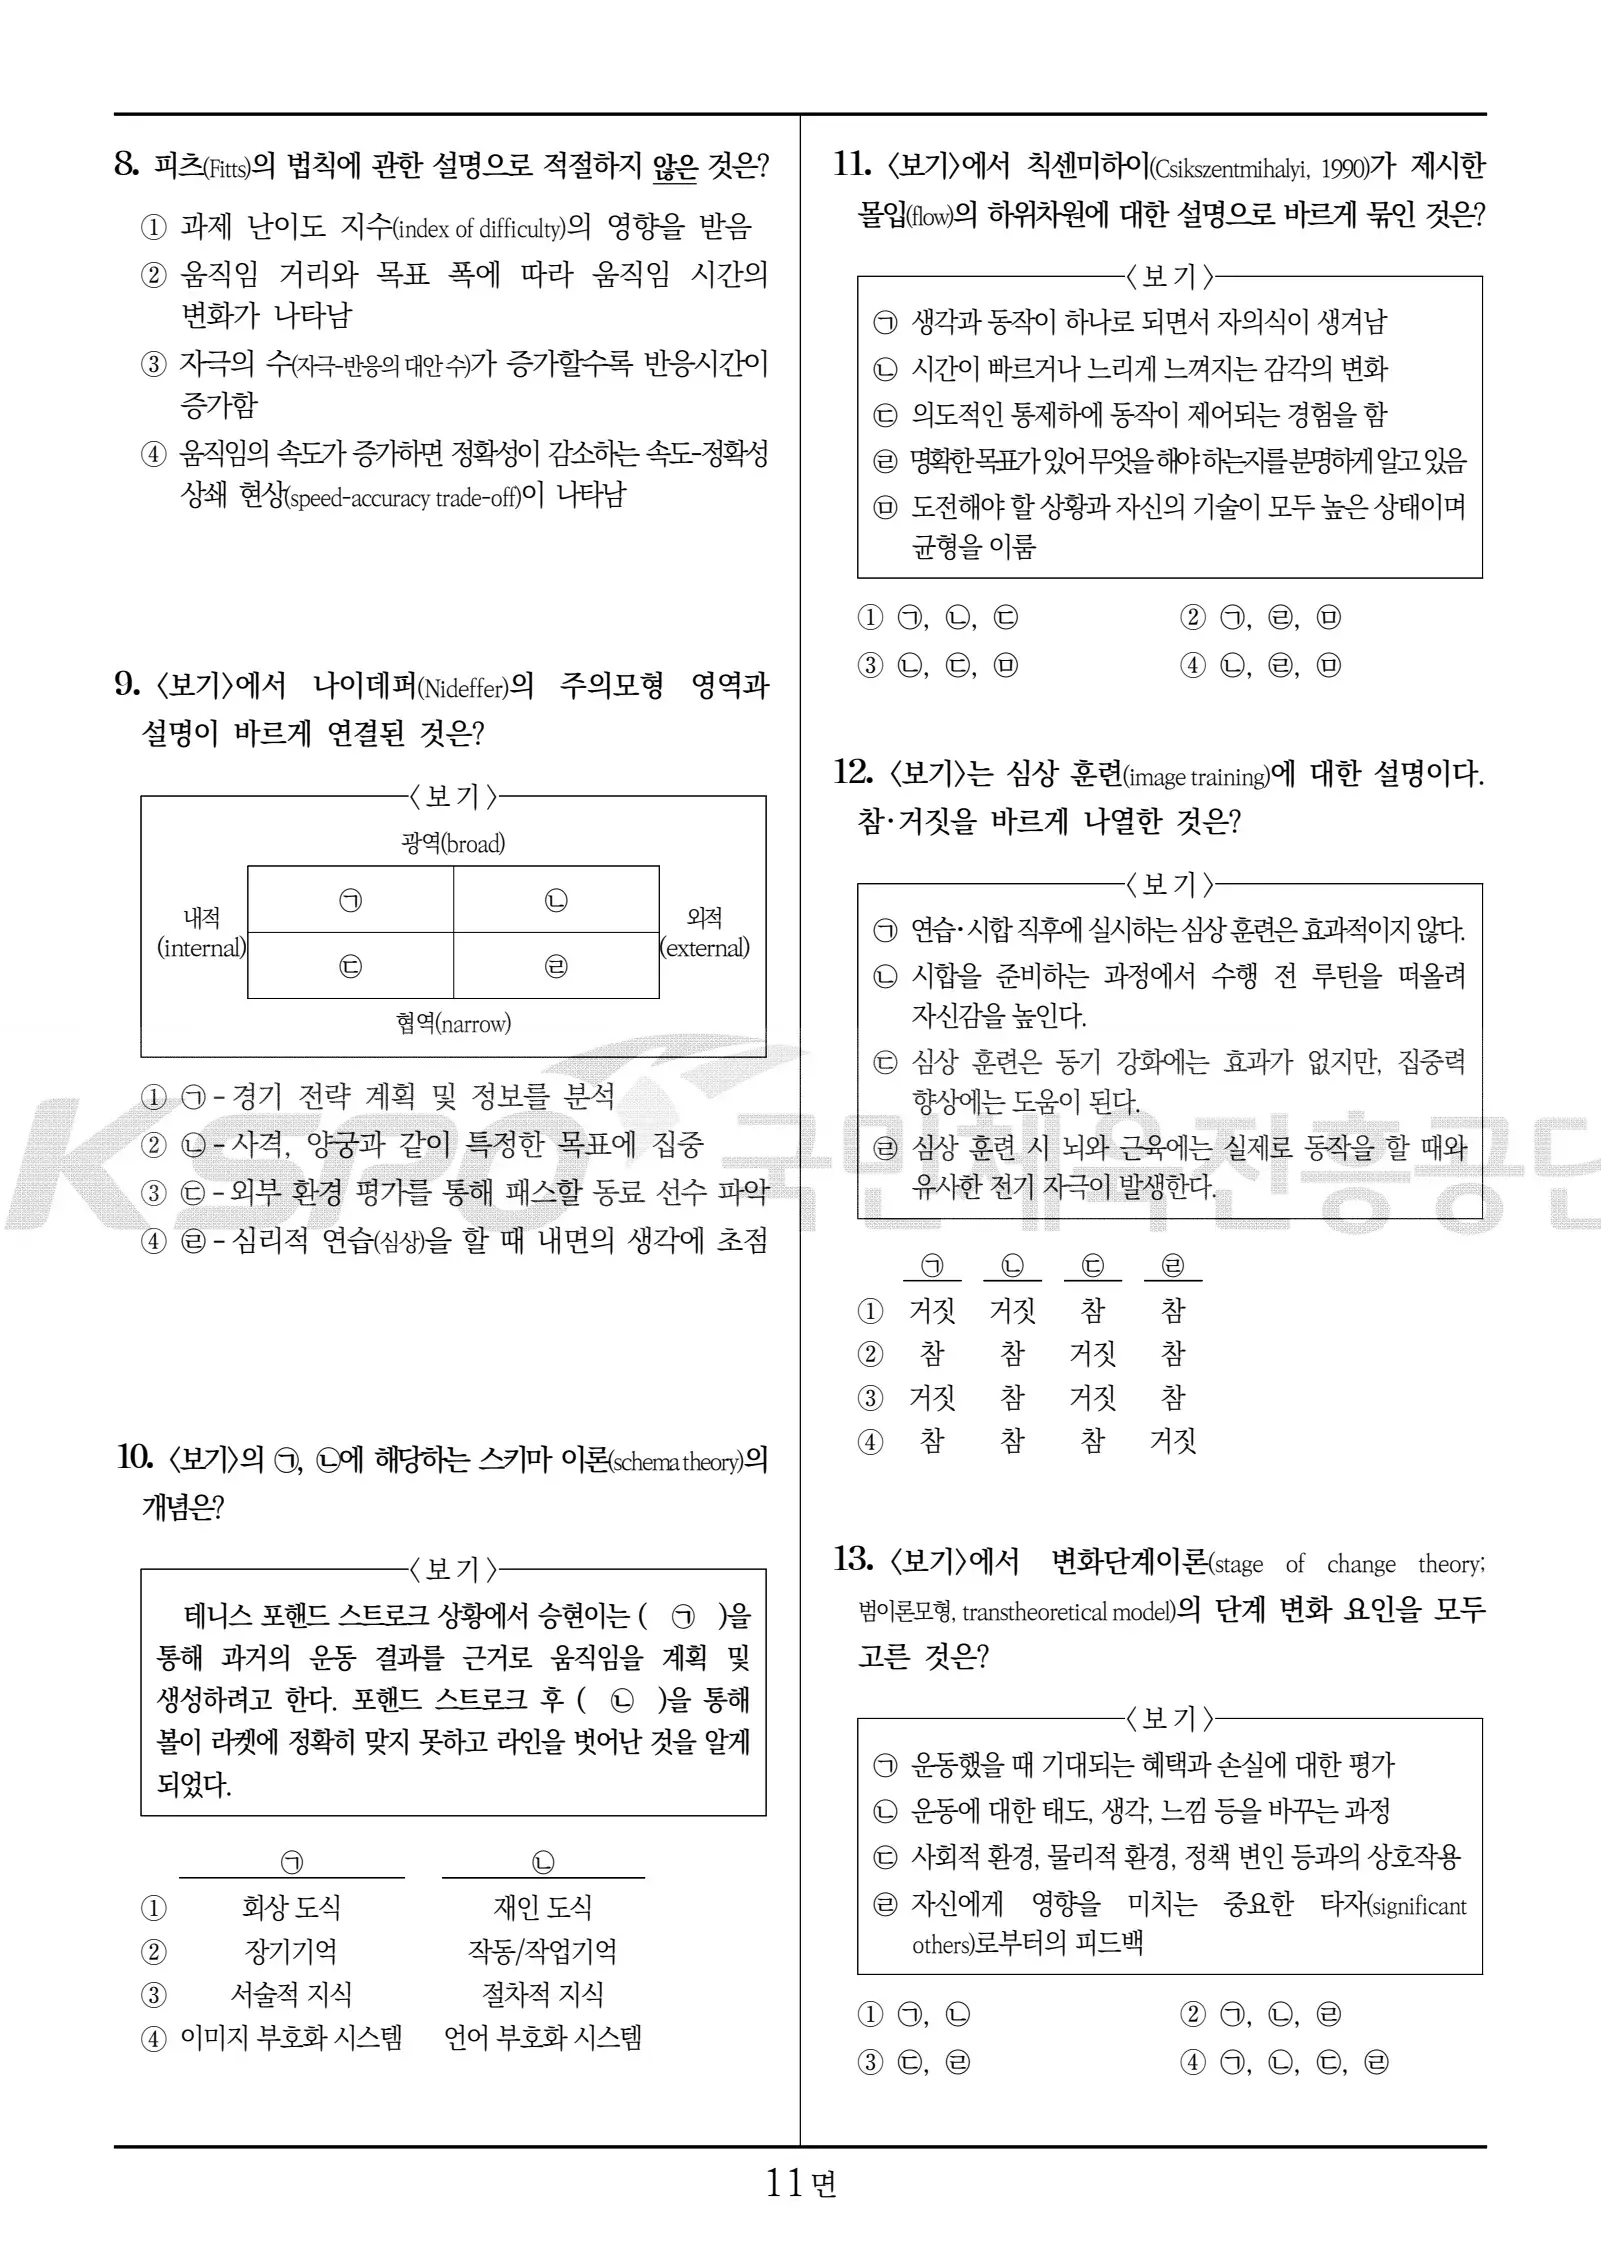 8. 피츠(Fitts)의 법칙에 관한 설명으로 적절하지 않은 것은?
① 과제 난이도 지수(index of difficulty)의 영향을 받음
② 움직임 거리와 목표 폭에 따라 움직임 시간의
변화가 나타남
③ 자극의 수(자극-반응의 대안 수)가 증가할수록 반응시간이
증가함
④ 움직임의 속도가 증가하면 정확성이 감소하는 속도-정확성
상쇄 현상(speed-accuracy trade-off)이 나타남
9. 〈보기〉에서 나이데퍼(Nideffer)의 주의모형 영역과
설명이 바르게 연결된 것은?
〈보 기〉
광역(broad)
㉠ ㉡
내적 외적
(internal) (external)
㉢ ㉣
협역(narrow)
① ㉠ - 경기 전략 계획 및 정보를 분석
② ㉡ - 사격, 양궁과 같이 특정한 목표에 집중
③ ㉢ - 외부 환경 평가를 통해 패스할 동료 선수 파악
④ ㉣ - 심리적 연습(심상)을 할 때 내면의 생각에 초점
10. 〈보기〉의 ㉠, ㉡에 해당하는 스키마 이론(schema theory)의
개념은?
〈보 기〉
테니스 포핸드 스트로크 상황에서 승현이는 ( ㉠ )을
통해 과거의 운동 결과를 근거로 움직임을 계획 및
생성하려고 한다. 포핸드 스트로크 후 ( ㉡ )을 통해
볼이 라켓에 정확히 맞지 못하고 라인을 벗어난 것을 알게
되었다.
㉠ ㉡
① 회상 도식 재인 도식
② 장기기억 작동/작업기억
③ 서술적 지식 절차적 지식
④ 이미지 부호화 시스템 언어 부호화 시스템
11. 〈보기〉에서 칙센미하이(Csikszentmihalyi, 1990)가 제시한
몰입(flow)의 하위차원에 대한 설명으로 바르게 묶인 것은?
〈보 기〉
㉠ 생각과 동작이 하나로 되면서 자의식이 생겨남
㉡ 시간이 빠르거나 느리게 느껴지는 감각의 변화
㉢ 의도적인 통제하에 동작이 제어되는 경험을 함
㉣ 명확한 목표가 있어 무엇을 해야 하는지를 분명하게 알고 있음
㉤ 도전해야 할 상황과 자신의 기술이 모두 높은 상태이며
균형을 이룸
① ㉠, ㉡, ㉢ ② ㉠, ㉣, ㉤
③ ㉡, ㉢, ㉤ ④ ㉡, ㉣, ㉤
12. 〈보기〉는 심상 훈련(image training)에 대한 설명이다.
참·거짓을 바르게 나열한 것은?
〈보 기〉
㉠ 연습·시합 직후에 실시하는 심상 훈련은 효과적이지 않다.
㉡ 시합을 준비하는 과정에서 수행 전 루틴을 떠올려
자신감을 높인다.
㉢ 심상 훈련은 동기 강화에는 효과가 없지만, 집중력
향상에는 도움이 된다.
㉣ 심상 훈련 시 뇌와 근육에는 실제로 동작을 할 때와
유사한 전기 자극이 발생한다.
㉠ ㉡ ㉢ ㉣
① 거짓 거짓 참 참
② 참 참 거짓 참
③ 거짓 참 거짓 참
④ 참 참 참 거짓
13. 〈보기〉에서 변화단계이론(stage of change theory;
범이론모형, transtheoretical model)의 단계 변화 요인을 모두
고른 것은?
〈보 기〉
㉠ 운동했을 때 기대되는 혜택과 손실에 대한 평가
㉡ 운동에 대한 태도, 생각, 느낌 등을 바꾸는 과정
㉢ 사회적 환경, 물리적 환경, 정책 변인 등과의 상호작용
㉣ 자신에게 영향을 미치는 중요한 타자(significant
others)로부터의 피드백
① ㉠, ㉡ ② ㉠, ㉡, ㉣
③ ㉢, ㉣ ④ ㉠, ㉡, ㉢, ㉣
KSPO 국민체육진흥공단
11면